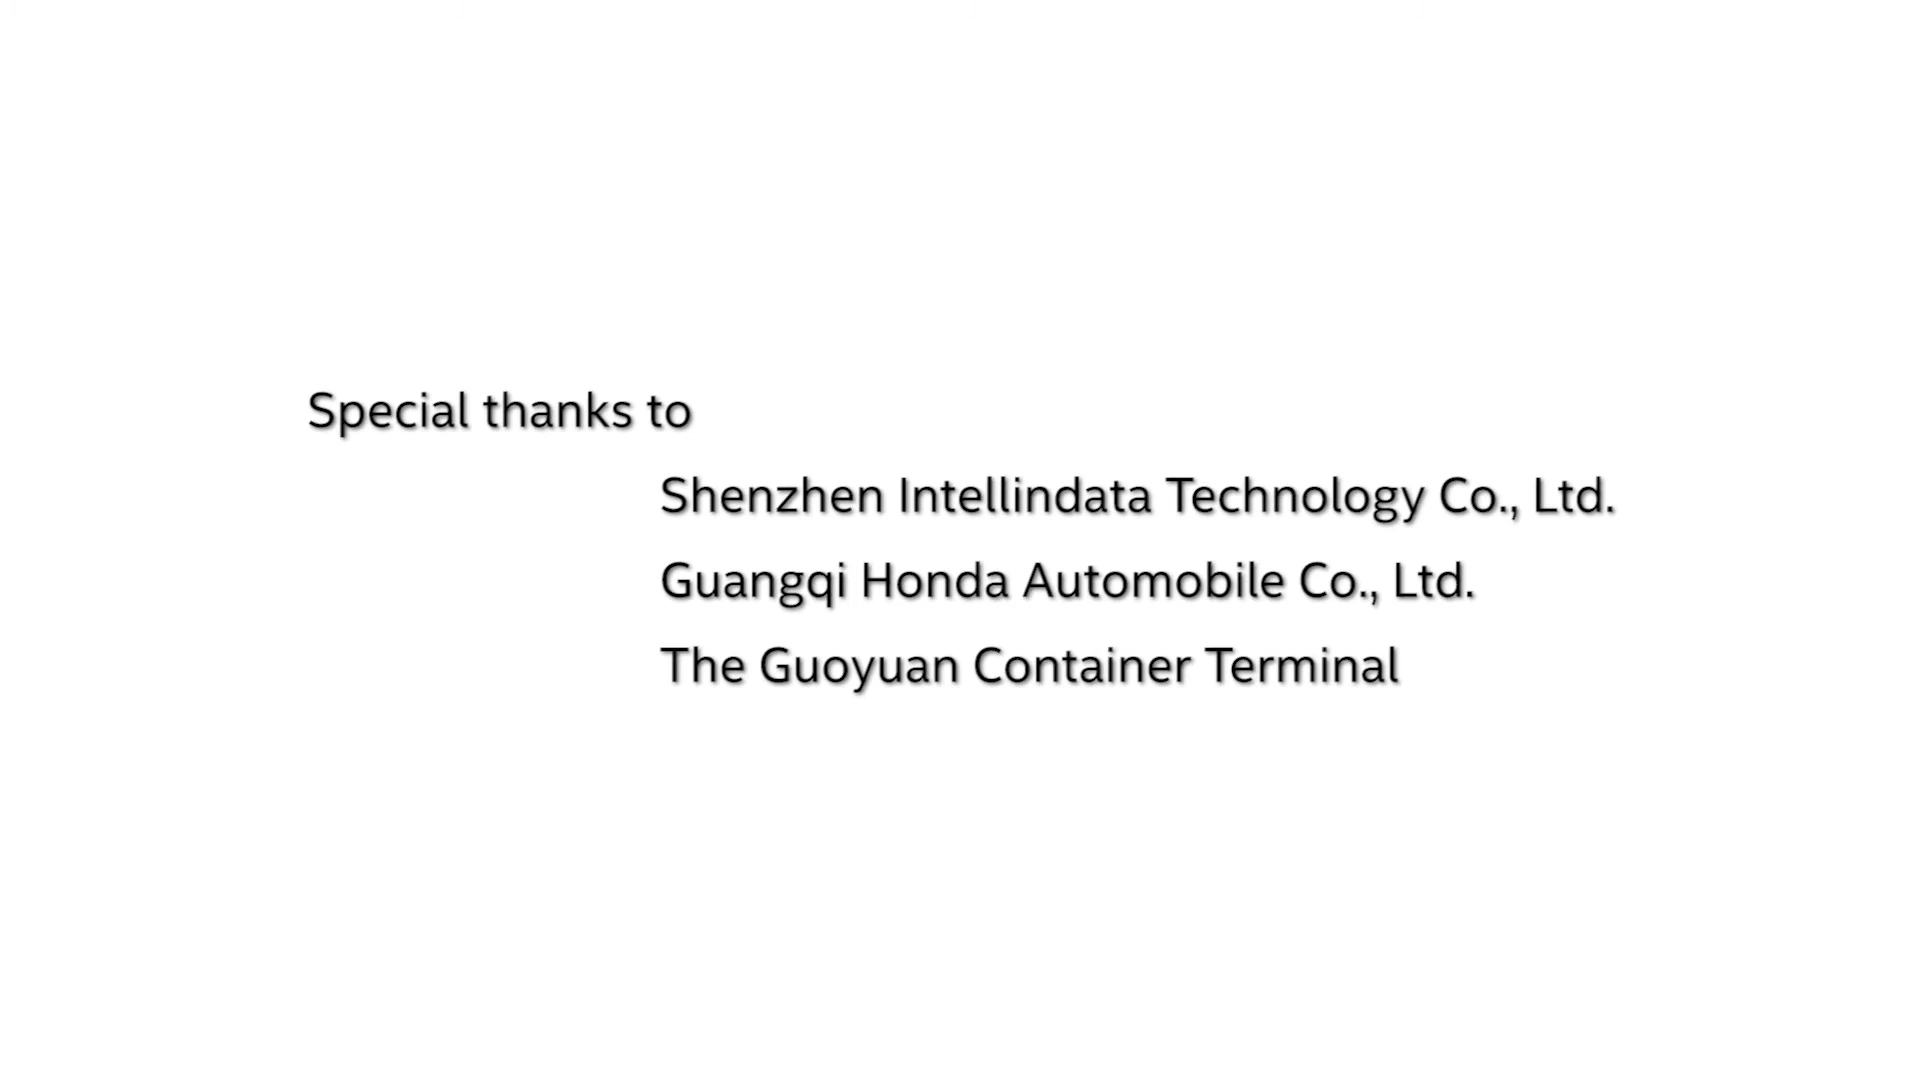 Special thanks to
Shenzhen Intellindata Technology Co., Ltd.
Guangqi Honda Automobile Co., Ltd.
The Guoyuan Container Terminal